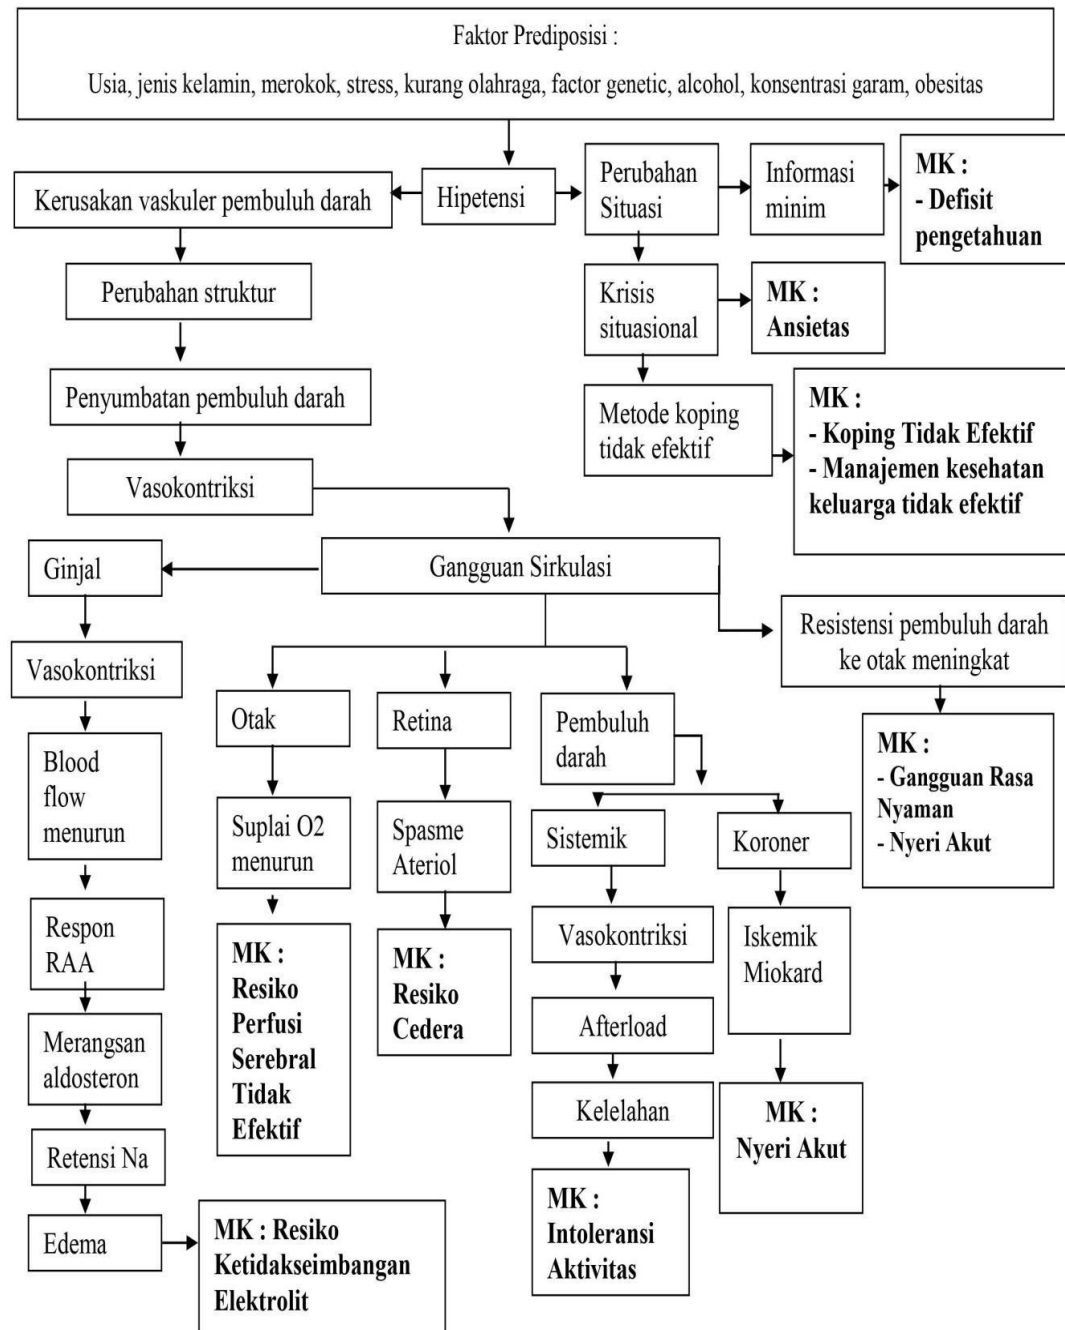 Faktor Prediposisi :
Usia, jenis kelamin, merokok, stress, kurang olahraga, factor genetic, alcohol, konsentrasi garam, obesitas
Kerusakan vaskuler pembuluh darah
Hipetensi
Perubahan
Situasi
Informasi
minim
MK :
- Defisit
pengetahuan
Perubahan struktur
Krisis
situasional
MK :
Ansietas
Penyumbatan pembuluh darah
Metode koping
tidak efektif
MK :
- Koping Tidak Efektif
- Manajemen kesehatan
keluarga tidak efektif
Vasokontriksi
Gangguan Sirkulasi
Ginjal
Vasokontriksi
Blood
flow
menurun
Respon
RAA
Merangsan
aldosteron
Retensi Na
Edema
MK : Resiko
Ketidakseimbangan
Elektrolit
Otak
Suplai O2
menurun
MK :
Resiko
Perfusi
Serebral
Tidak
Efektif
Retina
Spasme
Ateriol
MK :
Resiko
Cedera
Pembuluh
darah
Sistemik
Vasokontriksi
Afterload
Kelelahan
MK :
Intoleransi
Aktivitas
Koroner
Iskemik
Miokard
MK :
Nyeri Akut
Resistensi pembuluh darah
ke otak meningkat
MK :
- Gangguan Rasa
Nyaman
- Nyeri Akut